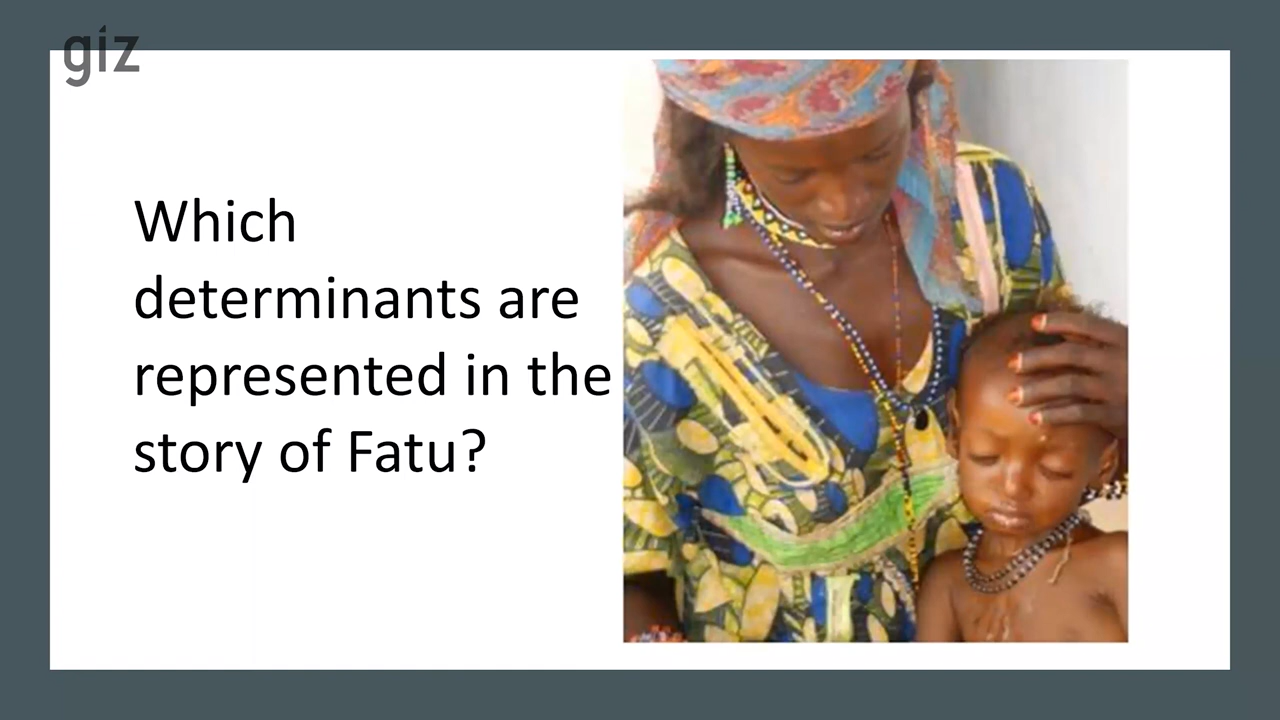 giz
Which
determinants are
represented in the
story of Fatu?